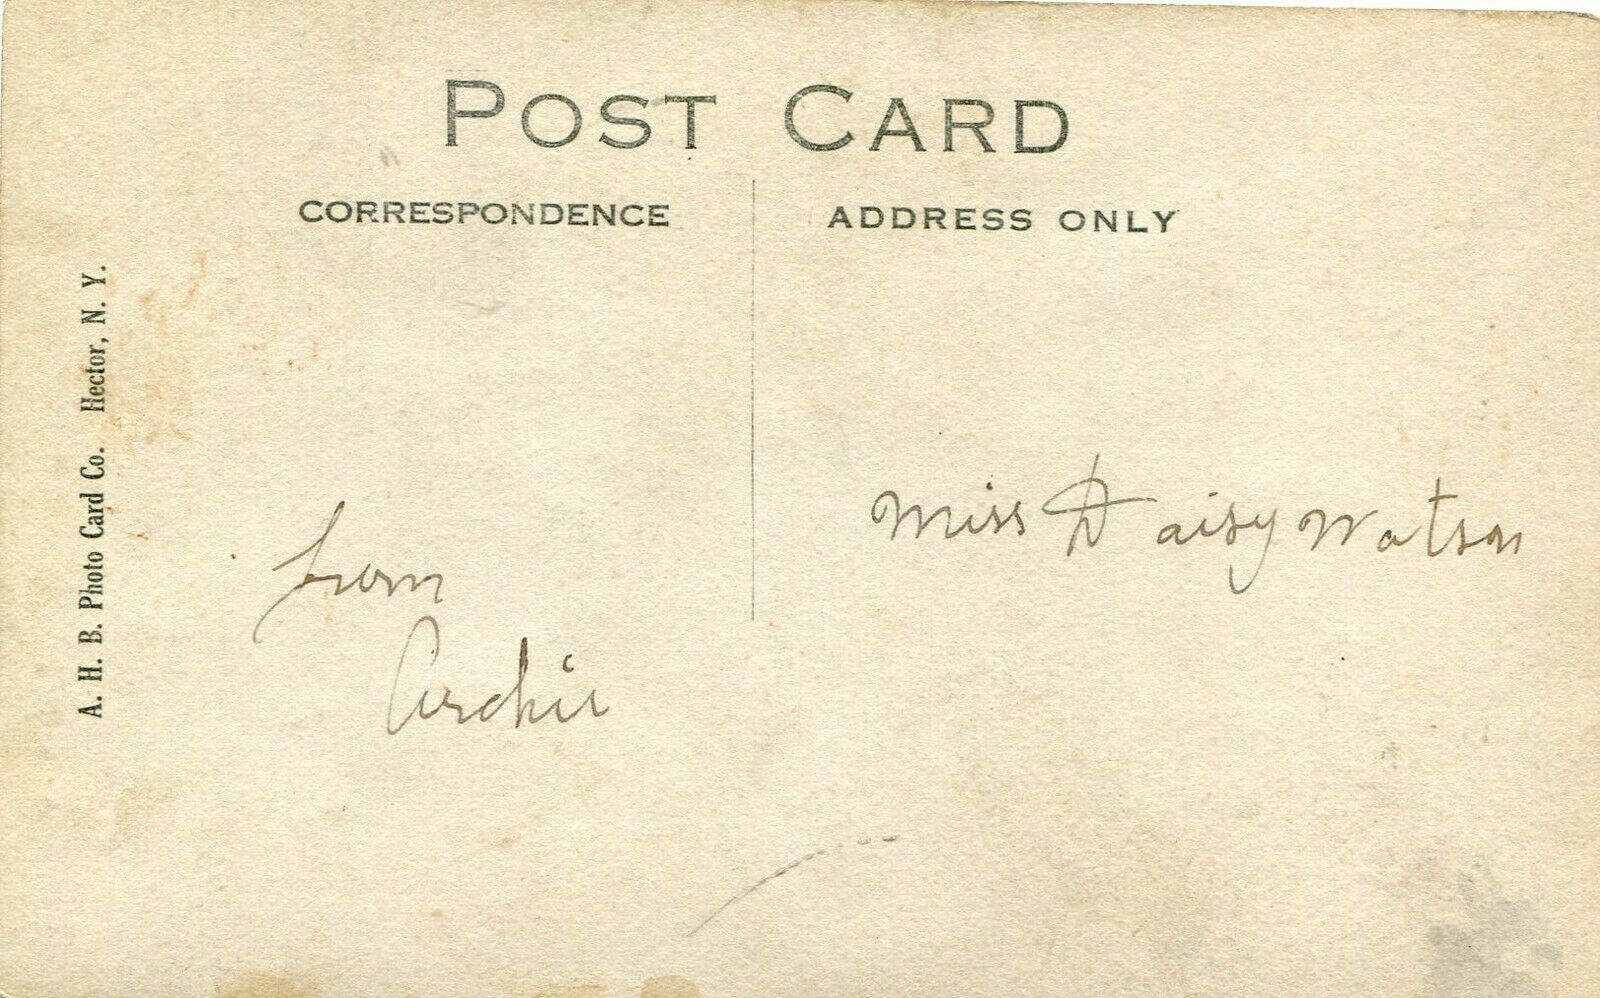 POST CARD
CORRESPONDENCE
ADDRESS ONLY
A. H. B. Photo Card Co. Hector, N. Y.
from
Archie
Miss Daisy Watson